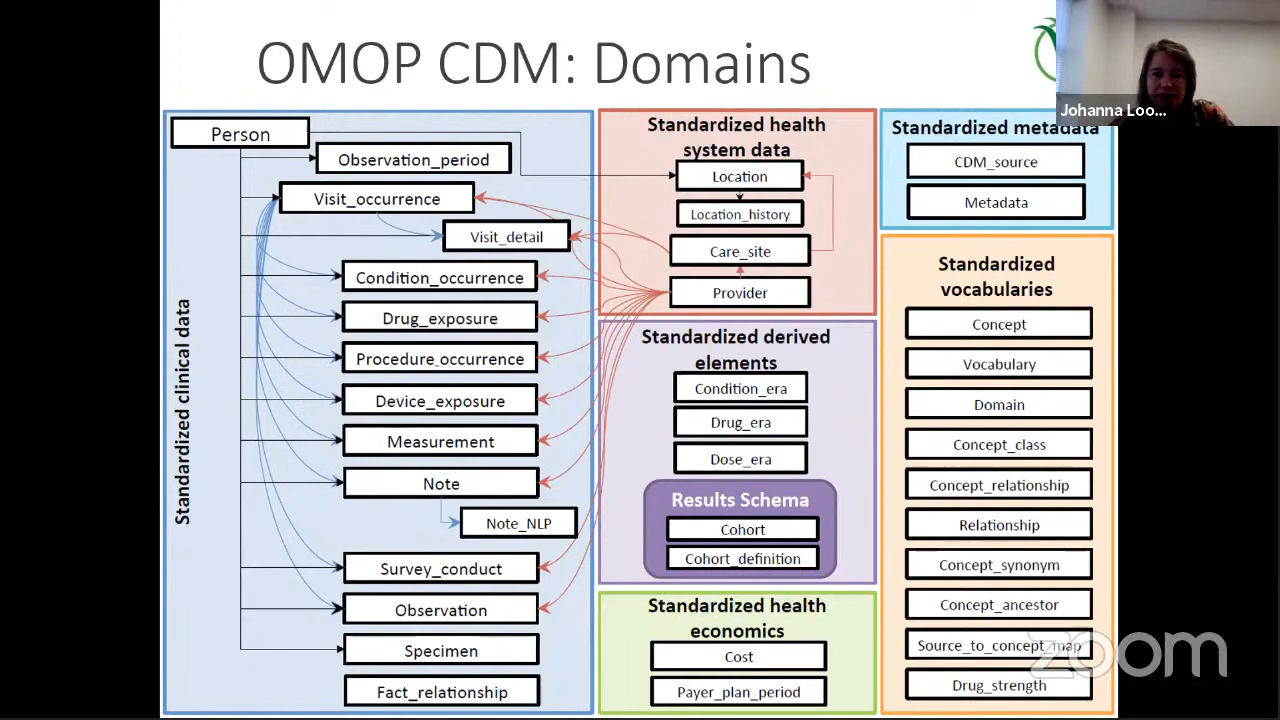 OMOP CDM: Domains
Johanna Loo...
Standardized clinical data
Person
Observation_period
Visit_occurrence
Visit_detail
Condition_occurrence
Drug_exposure
Procedure_occurrence
Device_exposure
Measurement
Note
Note_NLP
Survey_conduct
Observation
Specimen
Fact_relationship
Standardized health
system data
Location
Location_history
Care_site
Provider
Standardized derived
elements
Condition_era
Drug_era
Dose_era
Results Schema
Cohort
Cohort_definition
Standardized health
economics
Cost
Payer_plan_period
Standardized metadata
CDM_source
Metadata
Standardized
vocabularies
Concept
Vocabulary
Domain
Concept_class
Concept_relationship
Relationship
Concept_synonym
Concept_ancestor
Source_to_concept_map
Drug_strength
zoom